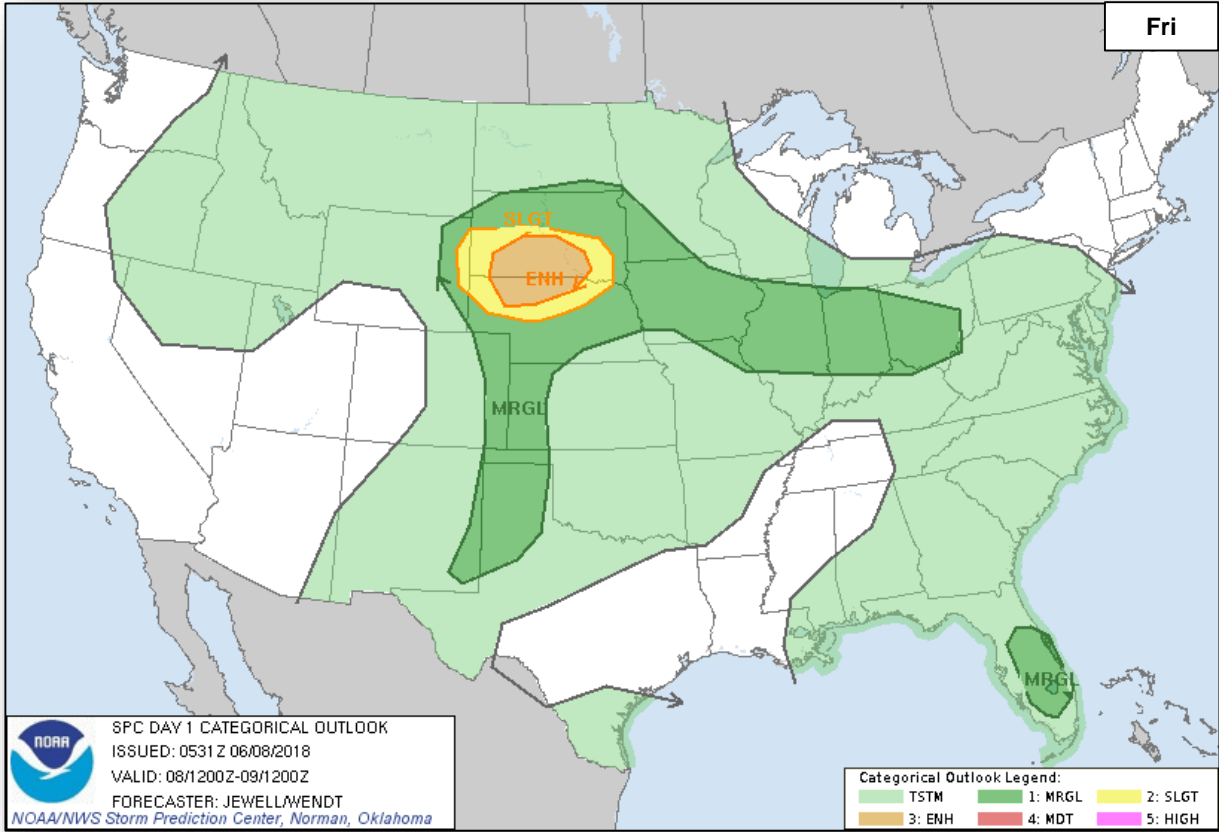 Fri
SLGT
ENH
MRGL
MRGL
NOAA
SPC DAY 1 CATEGORICAL OUTLOOK
ISSUED: 0531Z 06/08/2018
VALID: 08/1200Z-09/1200Z
FORECASTER: JEWELL/WENDT
NOAA/NWS Storm Prediction Center, Norman, Oklahoma
Categorical Outlook Legend:
TSTM 1: MRGL 2: SLGT
3: ENH 4: MDT 5: HIGH